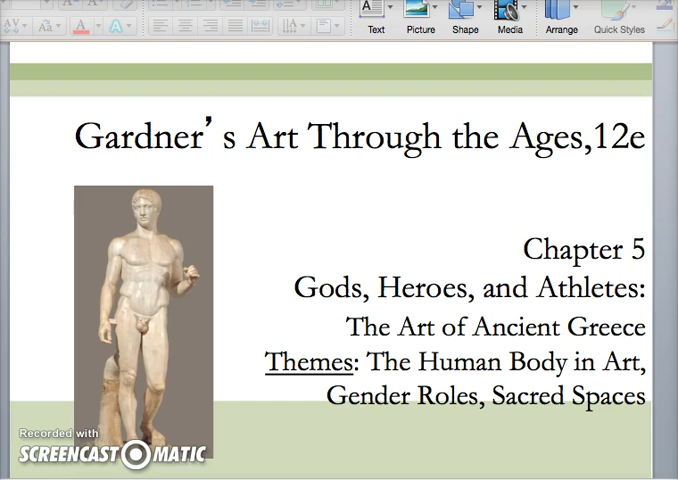 Text
Picture
Shape
Media
Arrange
Quick Styles
Gardner’s Art Through the Ages,12e
Chapter 5
Gods, Heroes, and Athletes:
The Art of Ancient Greece
Themes: The Human Body in Art,
Gender Roles, Sacred Spaces
Recorded with
SCREENCAST-O-MATIC